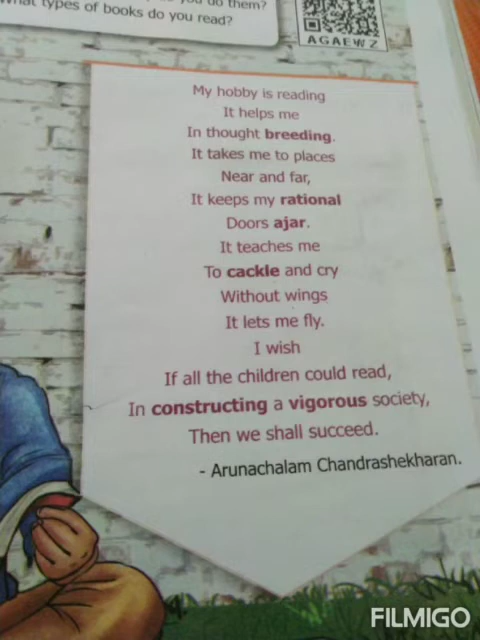 you do them?
What types of books do you read?
AGAEWZ
My hobby is reading
It helps me
In thought breeding.
It takes me to places
Near and far,
It keeps my rational
Doors ajar.
It teaches me
To cackle and cry
Without wings
It lets me fly.
I wish
If all the children could read,
In constructing a vigorous society,
Then we shall succeed.
- Arunachalam Chandrashekharan.
FILMIGO